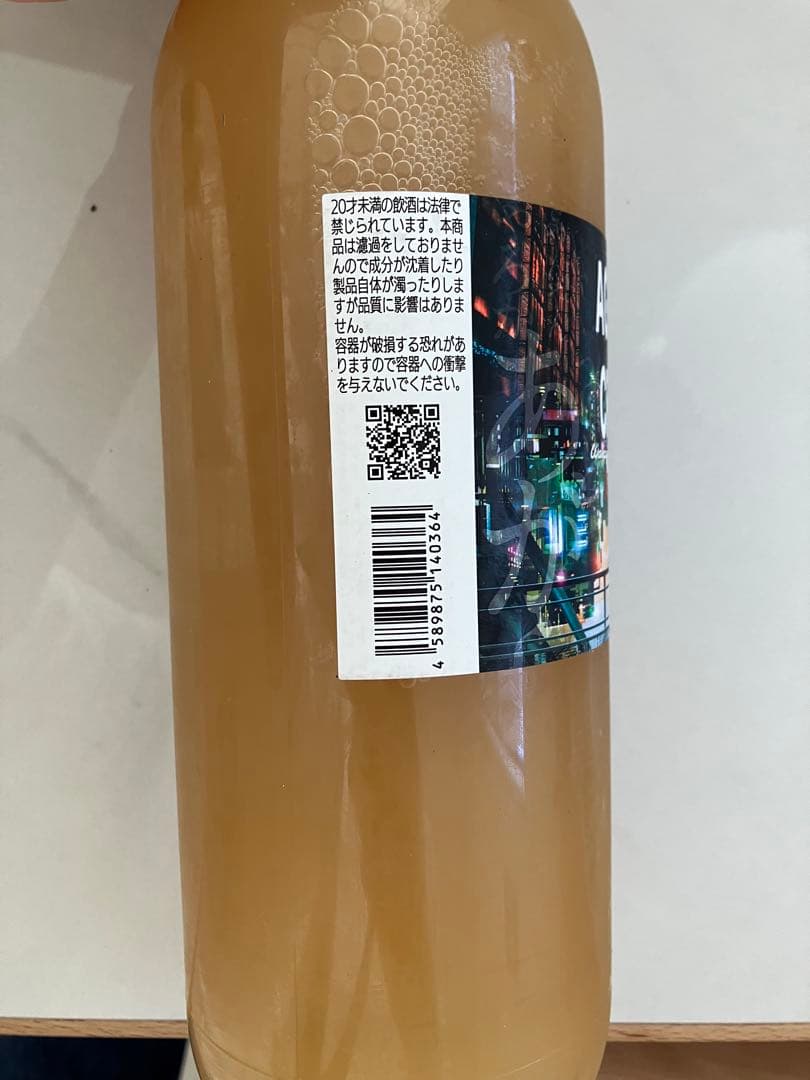 20才未満の飲酒は法律で
禁じられています。本商
品は濾過をしておりませ
んので成分が沈着したり
製品自体が濁ったりしま
すが品質に影響はありま
せん。
容器が破損する恐れがあ
りますので容器への衝撃
を与えないでください。
4 589875 140364